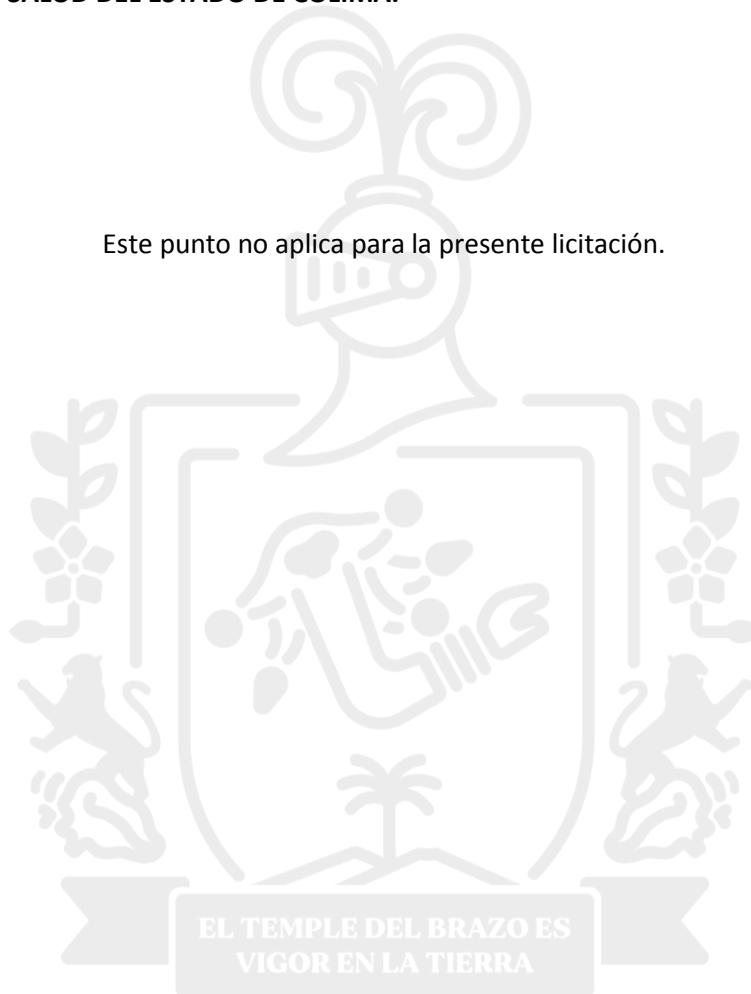 SALUD DEL ESTADO DE COLIMA.
Este punto no aplica para la presente licitación.
EL TEMPLE DEL BRAZO ES
VIGOR EN LA TIERRA